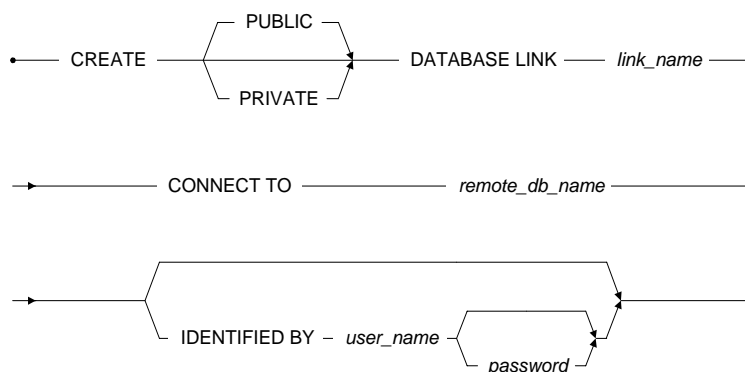 PUBLIC
CREATE DATABASE LINK link_name
PRIVATE
CONNECT TO remote_db_name
IDENTIFIED BY user_name
password